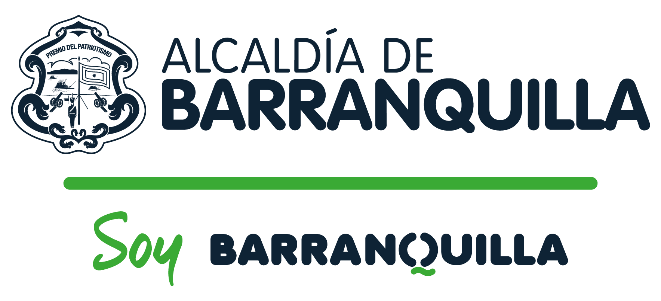 PREMIO DEL PATRIOTISMO
ALCALDÍA DE
BARRANQUILLA
Soy BARRANQUILLA